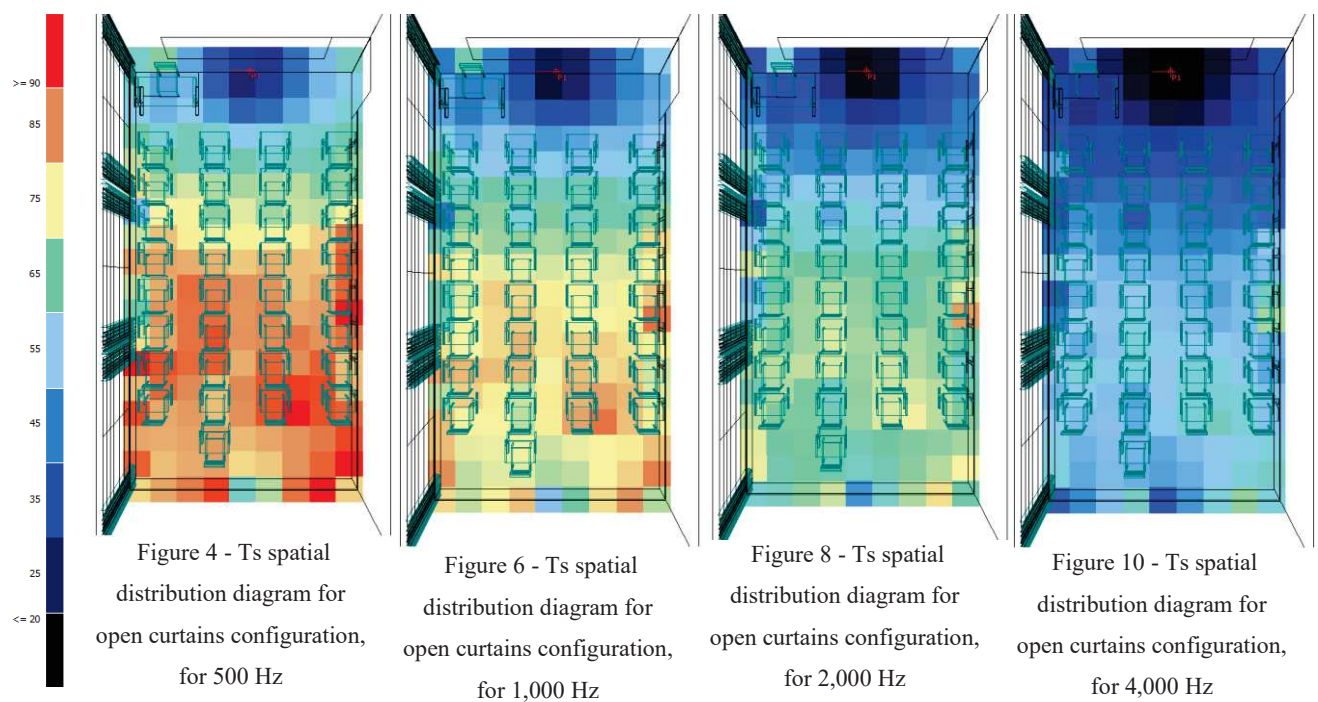 >= 90
85
75
65
55
45
35
25
<= 20
P1
P1
P1
P1
Figure 4 - Ts spatial
distribution diagram for
open curtains configuration,
for 500 Hz
Figure 6 - Ts spatial
distribution diagram for
open curtains configuration,
for 1,000 Hz
Figure 8 - Ts spatial
distribution diagram for
open curtains configuration,
for 2,000 Hz
Figure 10 - Ts spatial
distribution diagram for
open curtains configuration,
for 4,000 Hz